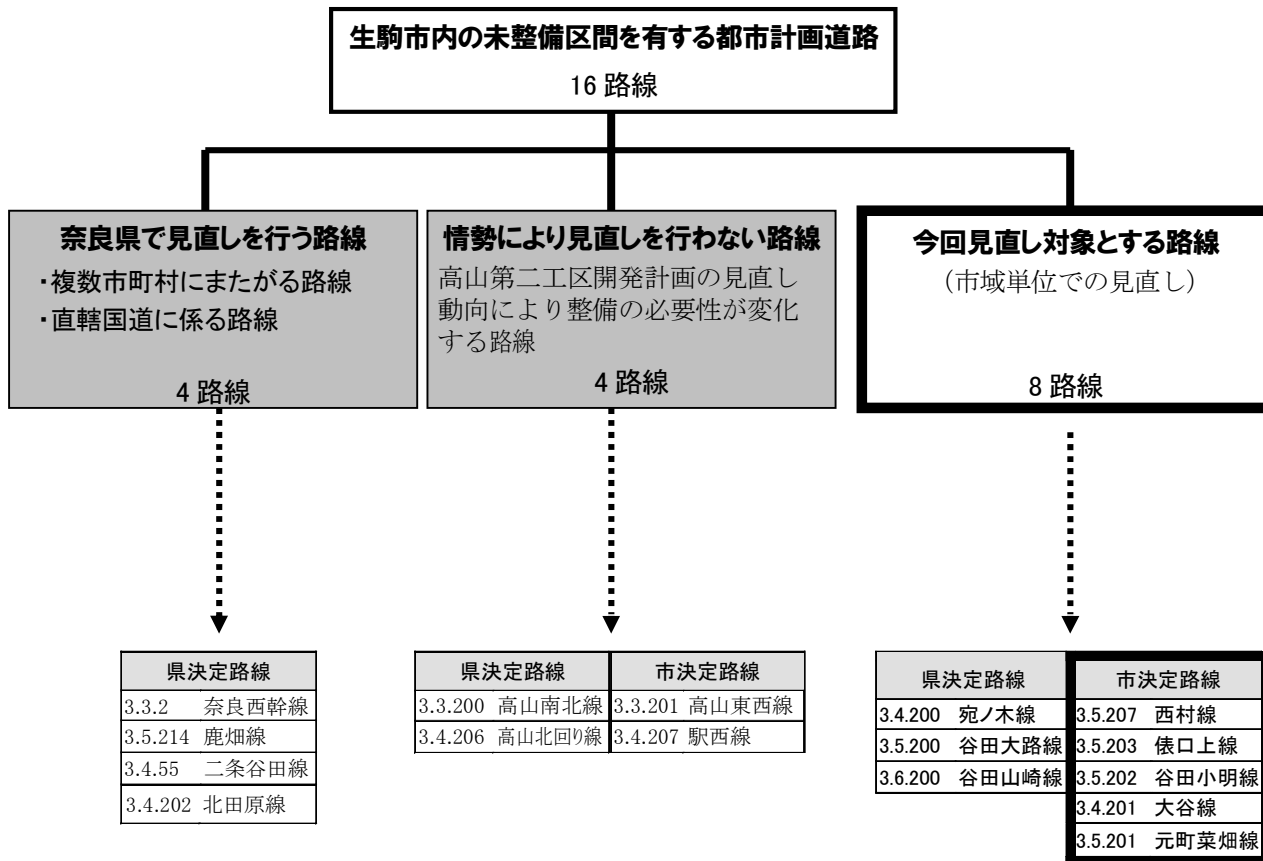 生駒市内の未整備区間を有する都市計画道路
16 路線
奈良県で見直しを行う路線
・複数市町村にまたがる路線
・直轄国道に係る路線
4 路線
情勢により見直しを行わない路線
高山第二工区開発計画の見直し
動向により整備の必要性が変化
する路線
4 路線
今回見直し対象とする路線
（市域単位での見直し）
8 路線
県決定路線
3.3.2 奈良西幹線
3.5.214 鹿畑線
3.4.55 二条谷田線
3.4.202 北田原線
県決定路線 市決定路線
3.3.200 高山南北線 3.3.201 高山東西線
3.4.206 高山北回り線 3.4.207 駅西線
県決定路線 市決定路線
3.4.200 宛ノ木線 3.5.207 西村線
3.5.200 谷田大路線 3.5.203 俵口上線
3.6.200 谷田山崎線 3.5.202 谷田小明線
3.4.201 大谷線
3.5.201 元町菜畑線